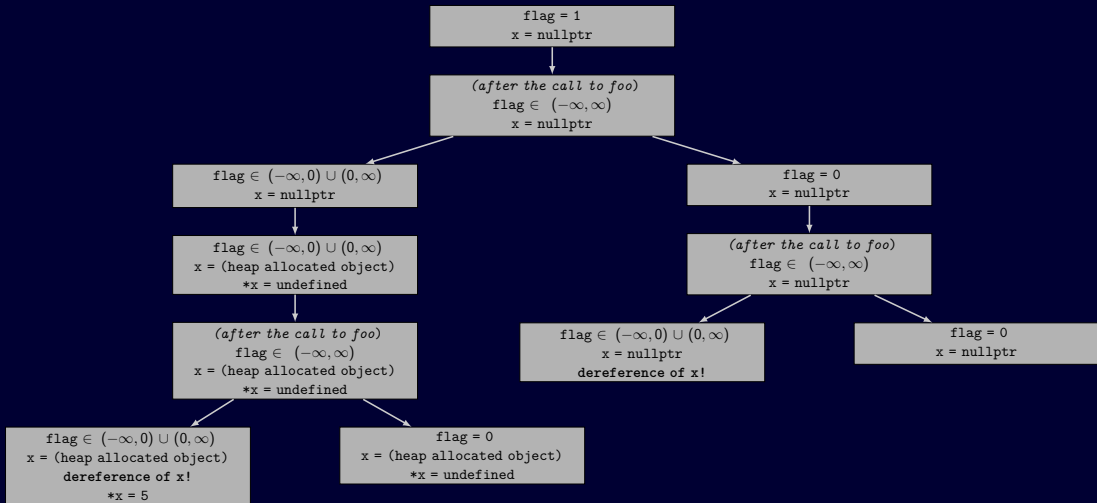 flag = 1
x = nullptr
(after the call to foo)
flag ∈ (−∞, ∞)
x = nullptr
flag ∈ (−∞, 0) ∪ (0, ∞)
x = nullptr
flag = 0
x = nullptr
flag ∈ (−∞, 0) ∪ (0, ∞)
x = (heap allocated object)
*x = undefined
(after the call to foo)
flag ∈ (−∞, ∞)
x = nullptr
(after the call to foo)
flag ∈ (−∞, ∞)
x = (heap allocated object)
*x = undefined
flag ∈ (−∞, 0) ∪ (0, ∞)
x = nullptr
dereference of x!
flag = 0
x = nullptr
flag ∈ (−∞, 0) ∪ (0, ∞)
x = (heap allocated object)
dereference of x!
*x = 5
flag = 0
x = (heap allocated object)
*x = undefined